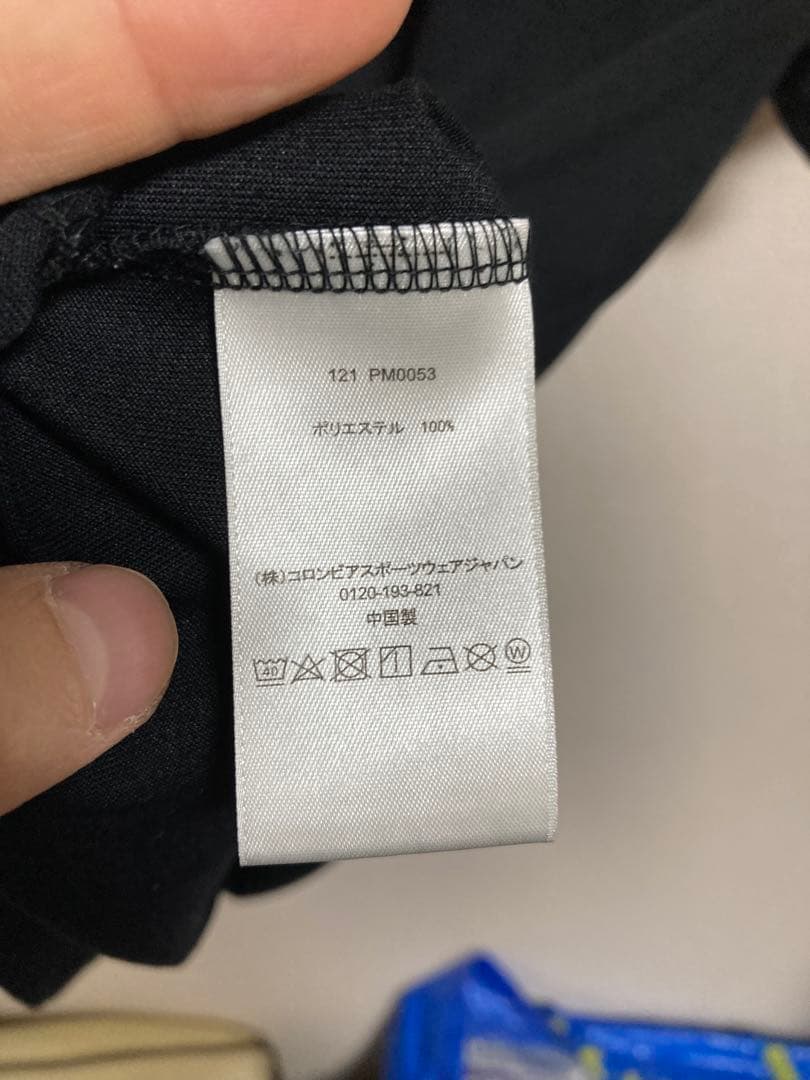 121 PM0053
ポリエステル 100%
(株)コロンビアスポーツウェアジャパン
0120-193-821
中国製
40 W